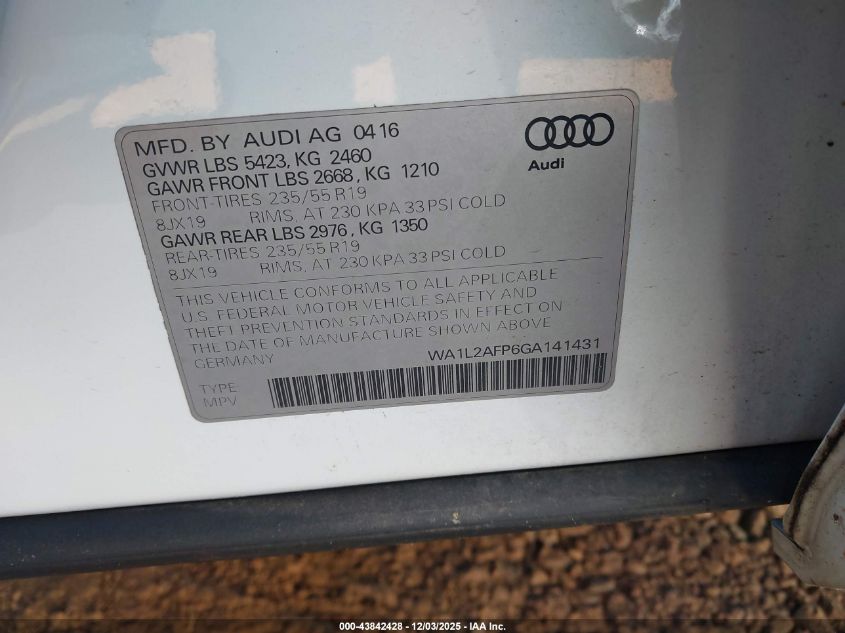 MFD. BY AUDI AG 04 16
GVWR LBS 5423, KG 2460
GAWR FRONT LBS 2668, KG 1210
FRONT-TIRES 235/55 R19
8JX19 RIMS, AT 230 KPA 33 PSI COLD
GAWR REAR LBS 2976, KG 1350
REAR-TIRES 235/55 R19
8JX19 RIMS, AT 230 KPA 33 PSI COLD
Audi
THIS VEHICLE CONFORMS TO ALL APPLICABLE
U.S. FEDERAL MOTOR VEHICLE SAFETY AND
THEFT PREVENTION STANDARDS IN EFFECT ON
THE DATE OF MANUFACTURE SHOWN ABOVE
GERMANY WA1L2AFP6GA141431
TYPE
MPV
000-43842428 - 12/03/2025 - IAA Inc.